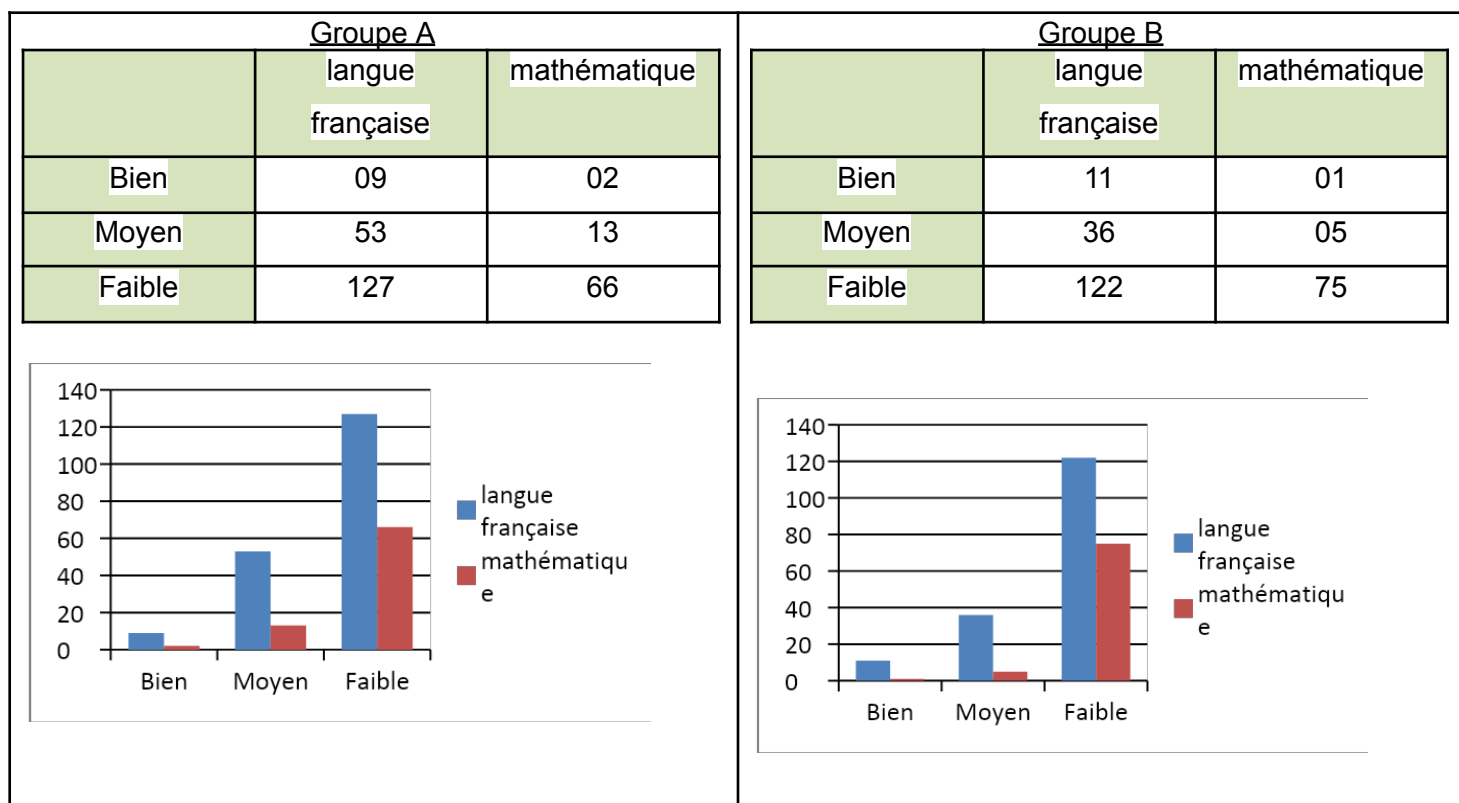 Groupe A
langue française mathématique
Bien 09 02
Moyen 53 13
Faible 127 66
140
120
100
80
60
40
20
0
Bien Moyen Faible
langue
française
mathématiqu
e
Groupe B
langue française mathématique
Bien 11 01
Moyen 36 05
Faible 122 75
140
120
100
80
60
40
20
0
Bien Moyen Faible
langue
française
mathématiqu
e